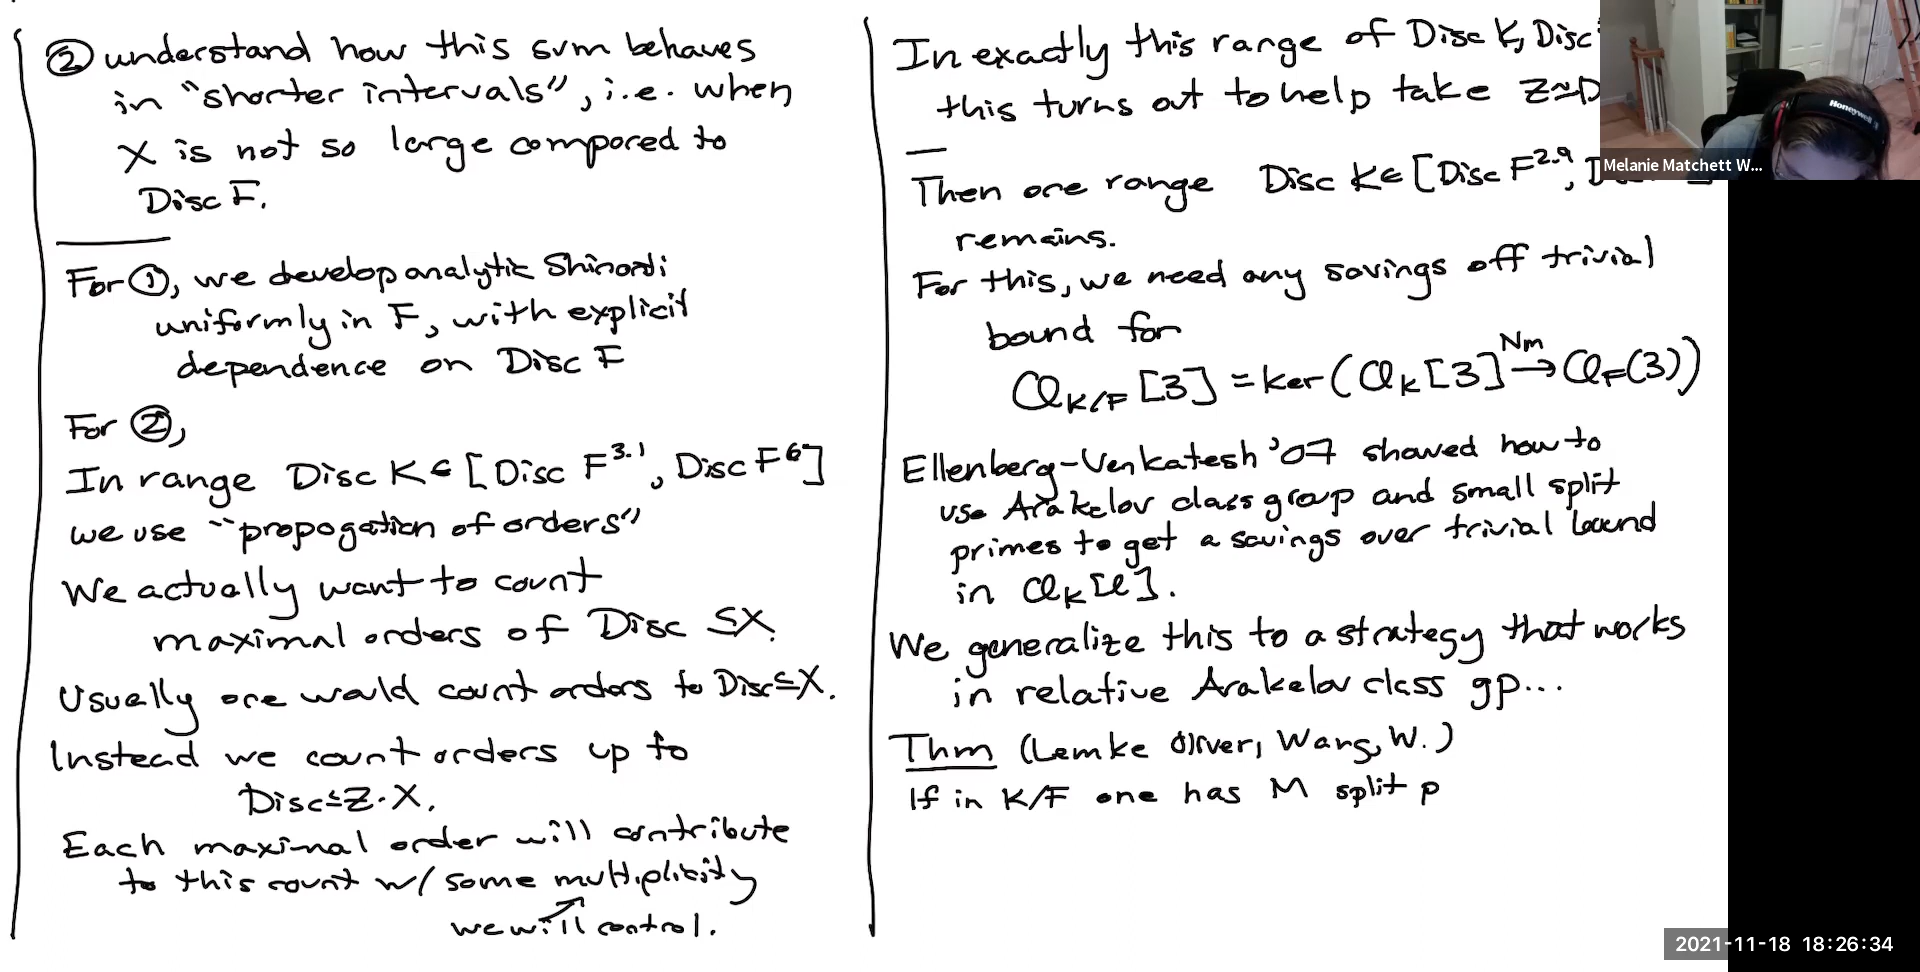 ② understand how this sum behaves
in "shorter intervals", i.e. when
X is not so large compared to
Disc F.
For ①, we develop analytic Shinonti
uniformly in F, with explicit
dependence on Disc F
For ②,
In range Disc K ∈ [Disc F^3.1, Disc F^6]
we use "propogation of orders"
We actually want to count
maximal orders of Disc ≤X.
Usually one would count orders to Disc≤X.
Instead we count orders up to
Disc≤Z·X.
Each maximal order will contribute
to this count w/ some multiplicity
we will control.
In exactly this range of Disc K, Disc
this turns out to help take Z≈D
Then one range Disc K∈ [Disc F^2.9,
remains.
For this, we need any savings off trivial
bound for
Cl_K/F [3] = ker (Cl_K [3] Nm→ Cl_F(3))
Ellenberg-Venkatesh '07 showed how to
use Arakelov class group and small split
primes to get a savings over trivial bound
in Cl_K [ℓ].
We generalize this to a strategy that works
in relative Arakelov class gp...
Thm (Lemke Oliver, Wang, W.)
If in K/F one has M split p
Honeywell
Melanie Matchett W...
2021-11-18 18:26:34